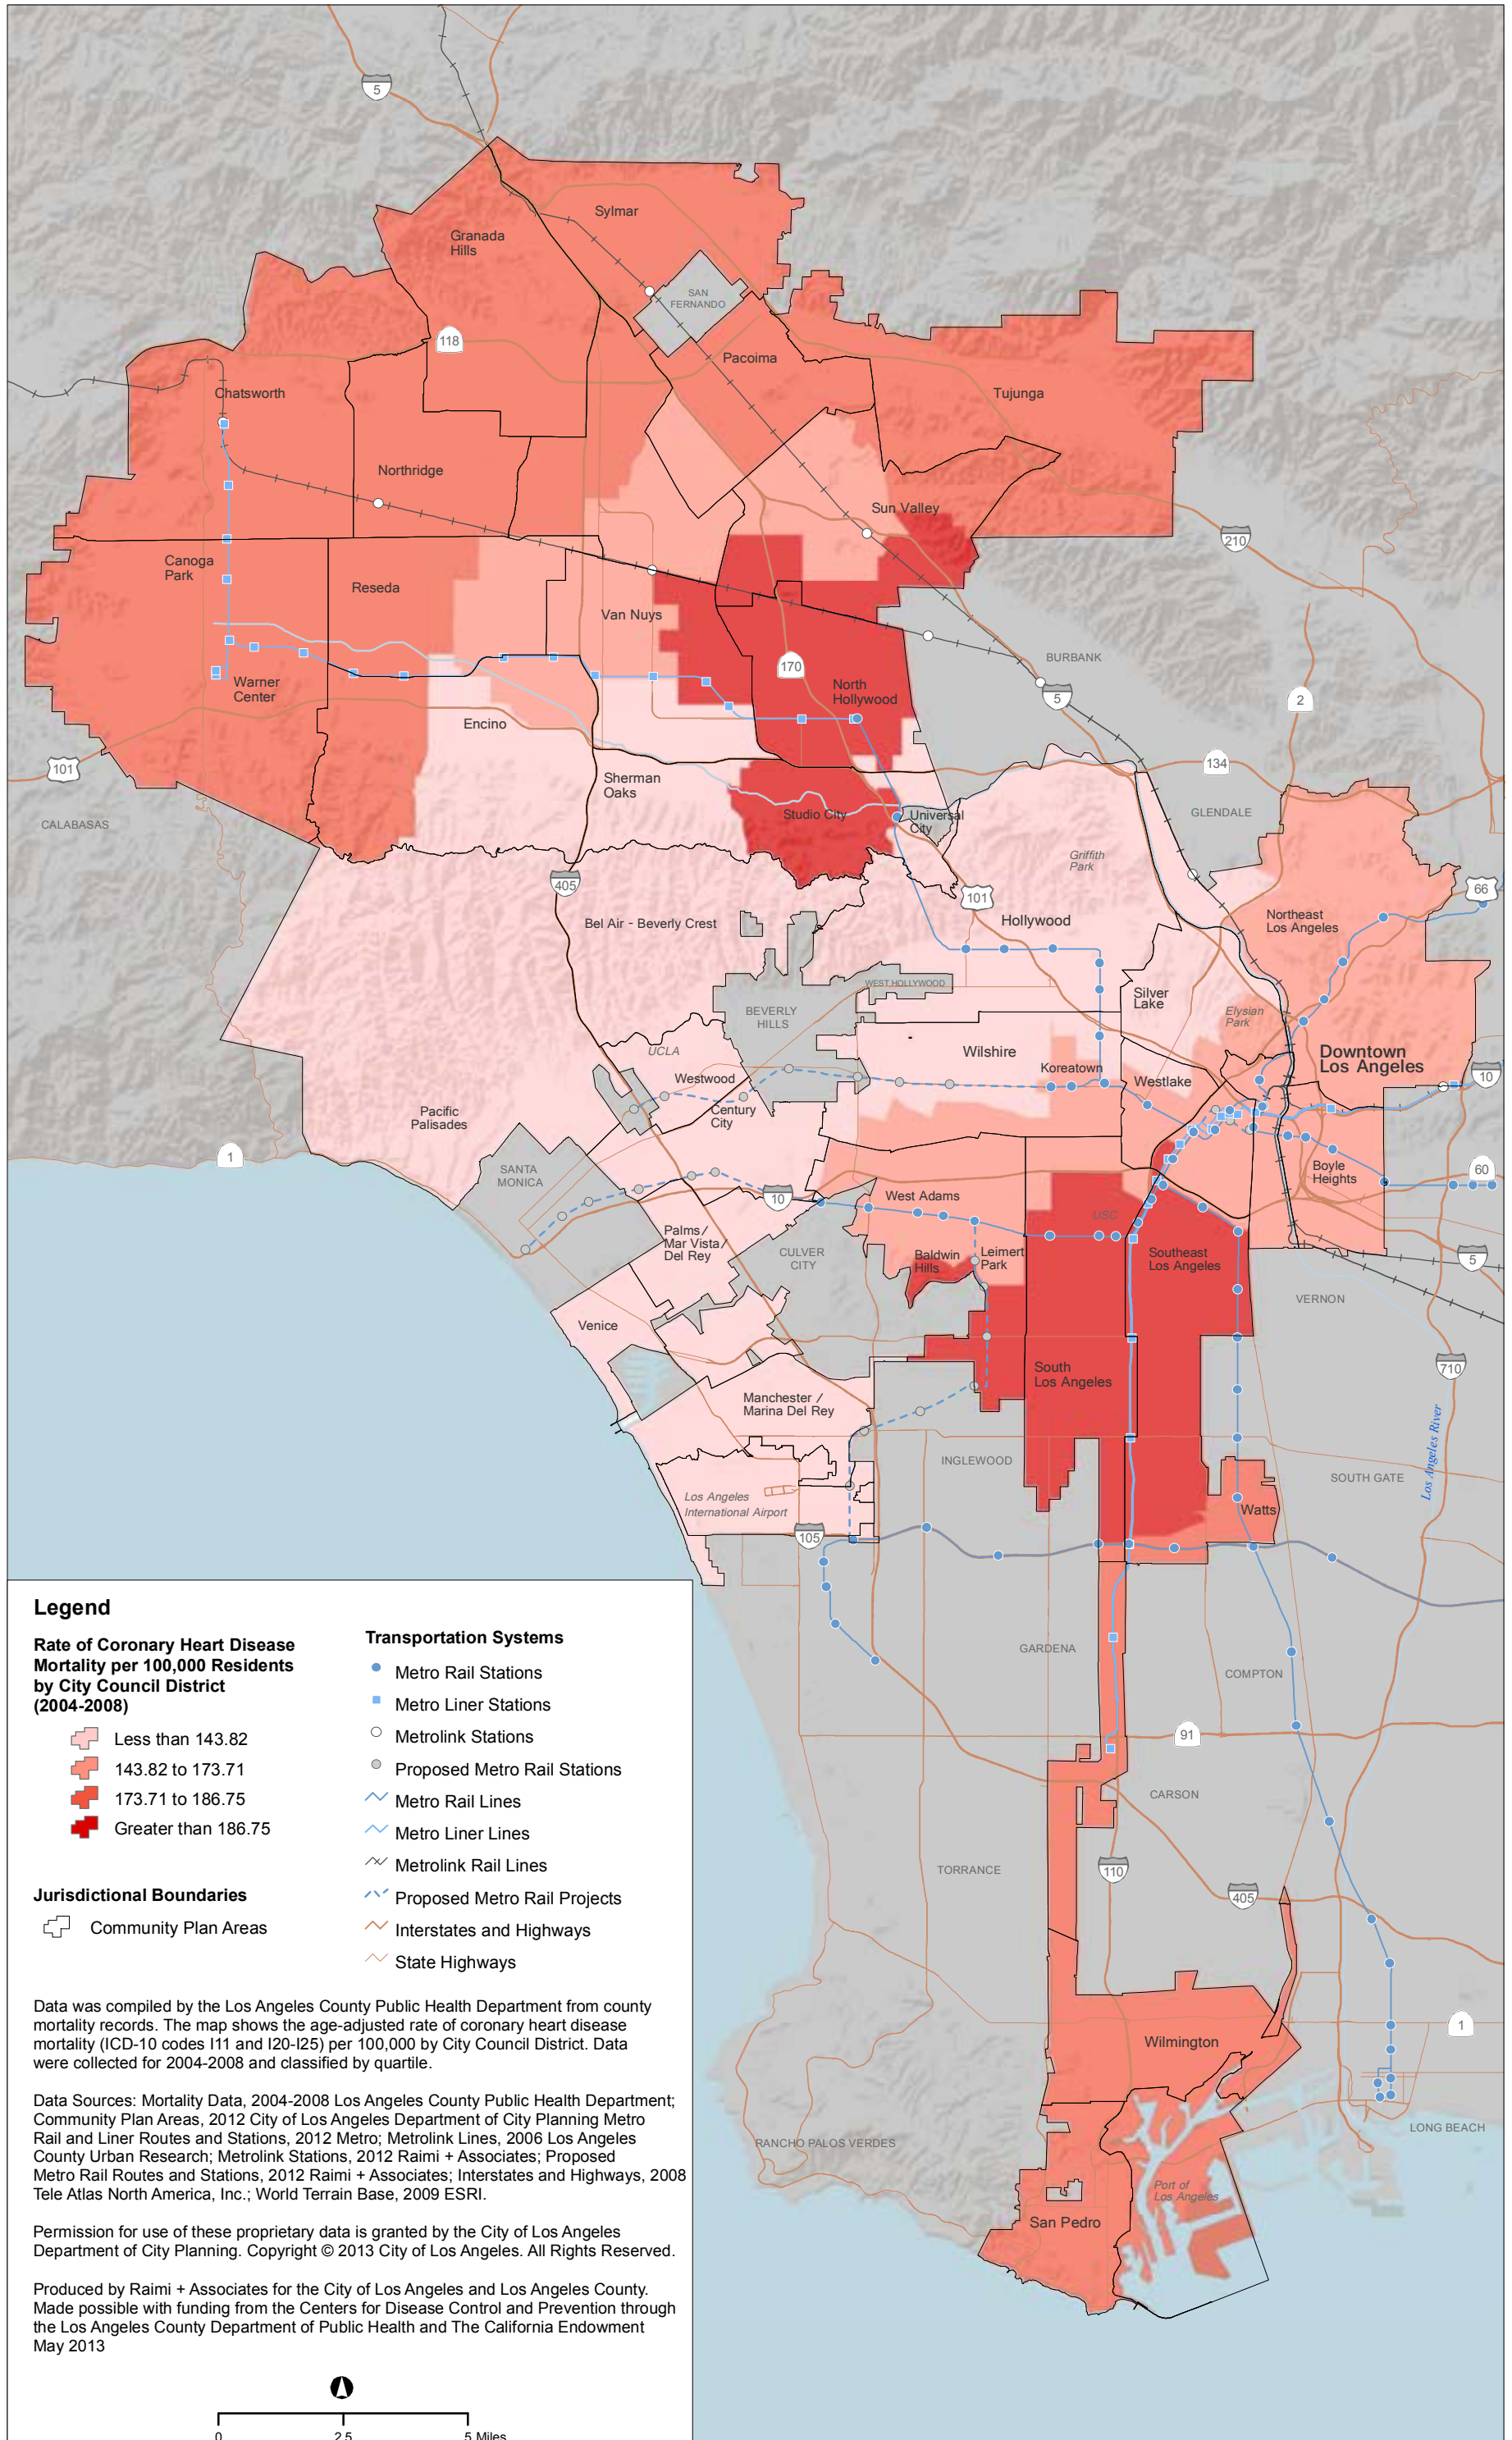 5
Sylmar
Granada
Hills
SAN
FERNANDO
118
Pacoima
Chatsworth
Tujunga
Northridge
Sun Valley
210
Canoga
Park
Reseda
Van Nuys
170
BURBANK
North
Hollywood
Warner
Center
5
2
Encino
101
134
Sherman
Oaks
Studio City
Universal
City
GLENDALE
CALABASAS
Griffith
Park
405
101
66
Bel Air - Beverly Crest
Hollywood
Northeast
Los Angeles
WEST HOLLYWOOD
Silver
Lake
BEVERLY
HILLS
Elysian
Park
UCLA
Wilshire
Downtown
Los Angeles
Koreatown
10
Westwood
Westlake
Century
City
Pacific
Palisades
1
SANTA
MONICA
Boyle
Heights
60
10
West Adams
USC
Palms/
Mar Vista/
Del Rey
CULVER
CITY
Baldwin
Hills
Leimert
Park
Southeast
Los Angeles
5
VERNON
Venice
710
South
Los Angeles
Manchester /
Marina Del Rey
Los Angeles River
INGLEWOOD
SOUTH GATE
Los Angeles
International Airport
Watts
105
GARDENA
COMPTON
91
CARSON
TORRANCE
110
405
1
Wilmington
RANCHO PALOS VERDES
LONG BEACH
Port of
Los Angeles
San Pedro
Legend
Rate of Coronary Heart Disease
Mortality per 100,000 Residents
by City Council District
(2004-2008)
Less than 143.82
143.82 to 173.71
173.71 to 186.75
Greater than 186.75
Jurisdictional Boundaries
Community Plan Areas
Transportation Systems
Metro Rail Stations
Metro Liner Stations
Metrolink Stations
Proposed Metro Rail Stations
Metro Rail Lines
Metro Liner Lines
Metrolink Rail Lines
Proposed Metro Rail Projects
Interstates and Highways
State Highways
Data was compiled by the Los Angeles County Public Health Department from county
mortality records. The map shows the age-adjusted rate of coronary heart disease
mortality (ICD-10 codes I11 and I20-I25) per 100,000 by City Council District. Data
were collected for 2004-2008 and classified by quartile.
Data Sources: Mortality Data, 2004-2008 Los Angeles County Public Health Department;
Community Plan Areas, 2012 City of Los Angeles Department of City Planning Metro
Rail and Liner Routes and Stations, 2012 Metro; Metrolink Lines, 2006 Los Angeles
County Urban Research; Metrolink Stations, 2012 Raimi + Associates; Proposed
Metro Rail Routes and Stations, 2012 Raimi + Associates; Interstates and Highways, 2008
Tele Atlas North America, Inc.; World Terrain Base, 2009 ESRI.
Permission for use of these proprietary data is granted by the City of Los Angeles
Department of City Planning. Copyright © 2013 City of Los Angeles. All Rights Reserved.
Produced by Raimi + Associates for the City of Los Angeles and Los Angeles County.
Made possible with funding from the Centers for Disease Control and Prevention through
the Los Angeles County Department of Public Health and The California Endowment
May 2013
0 2.5 5 Miles